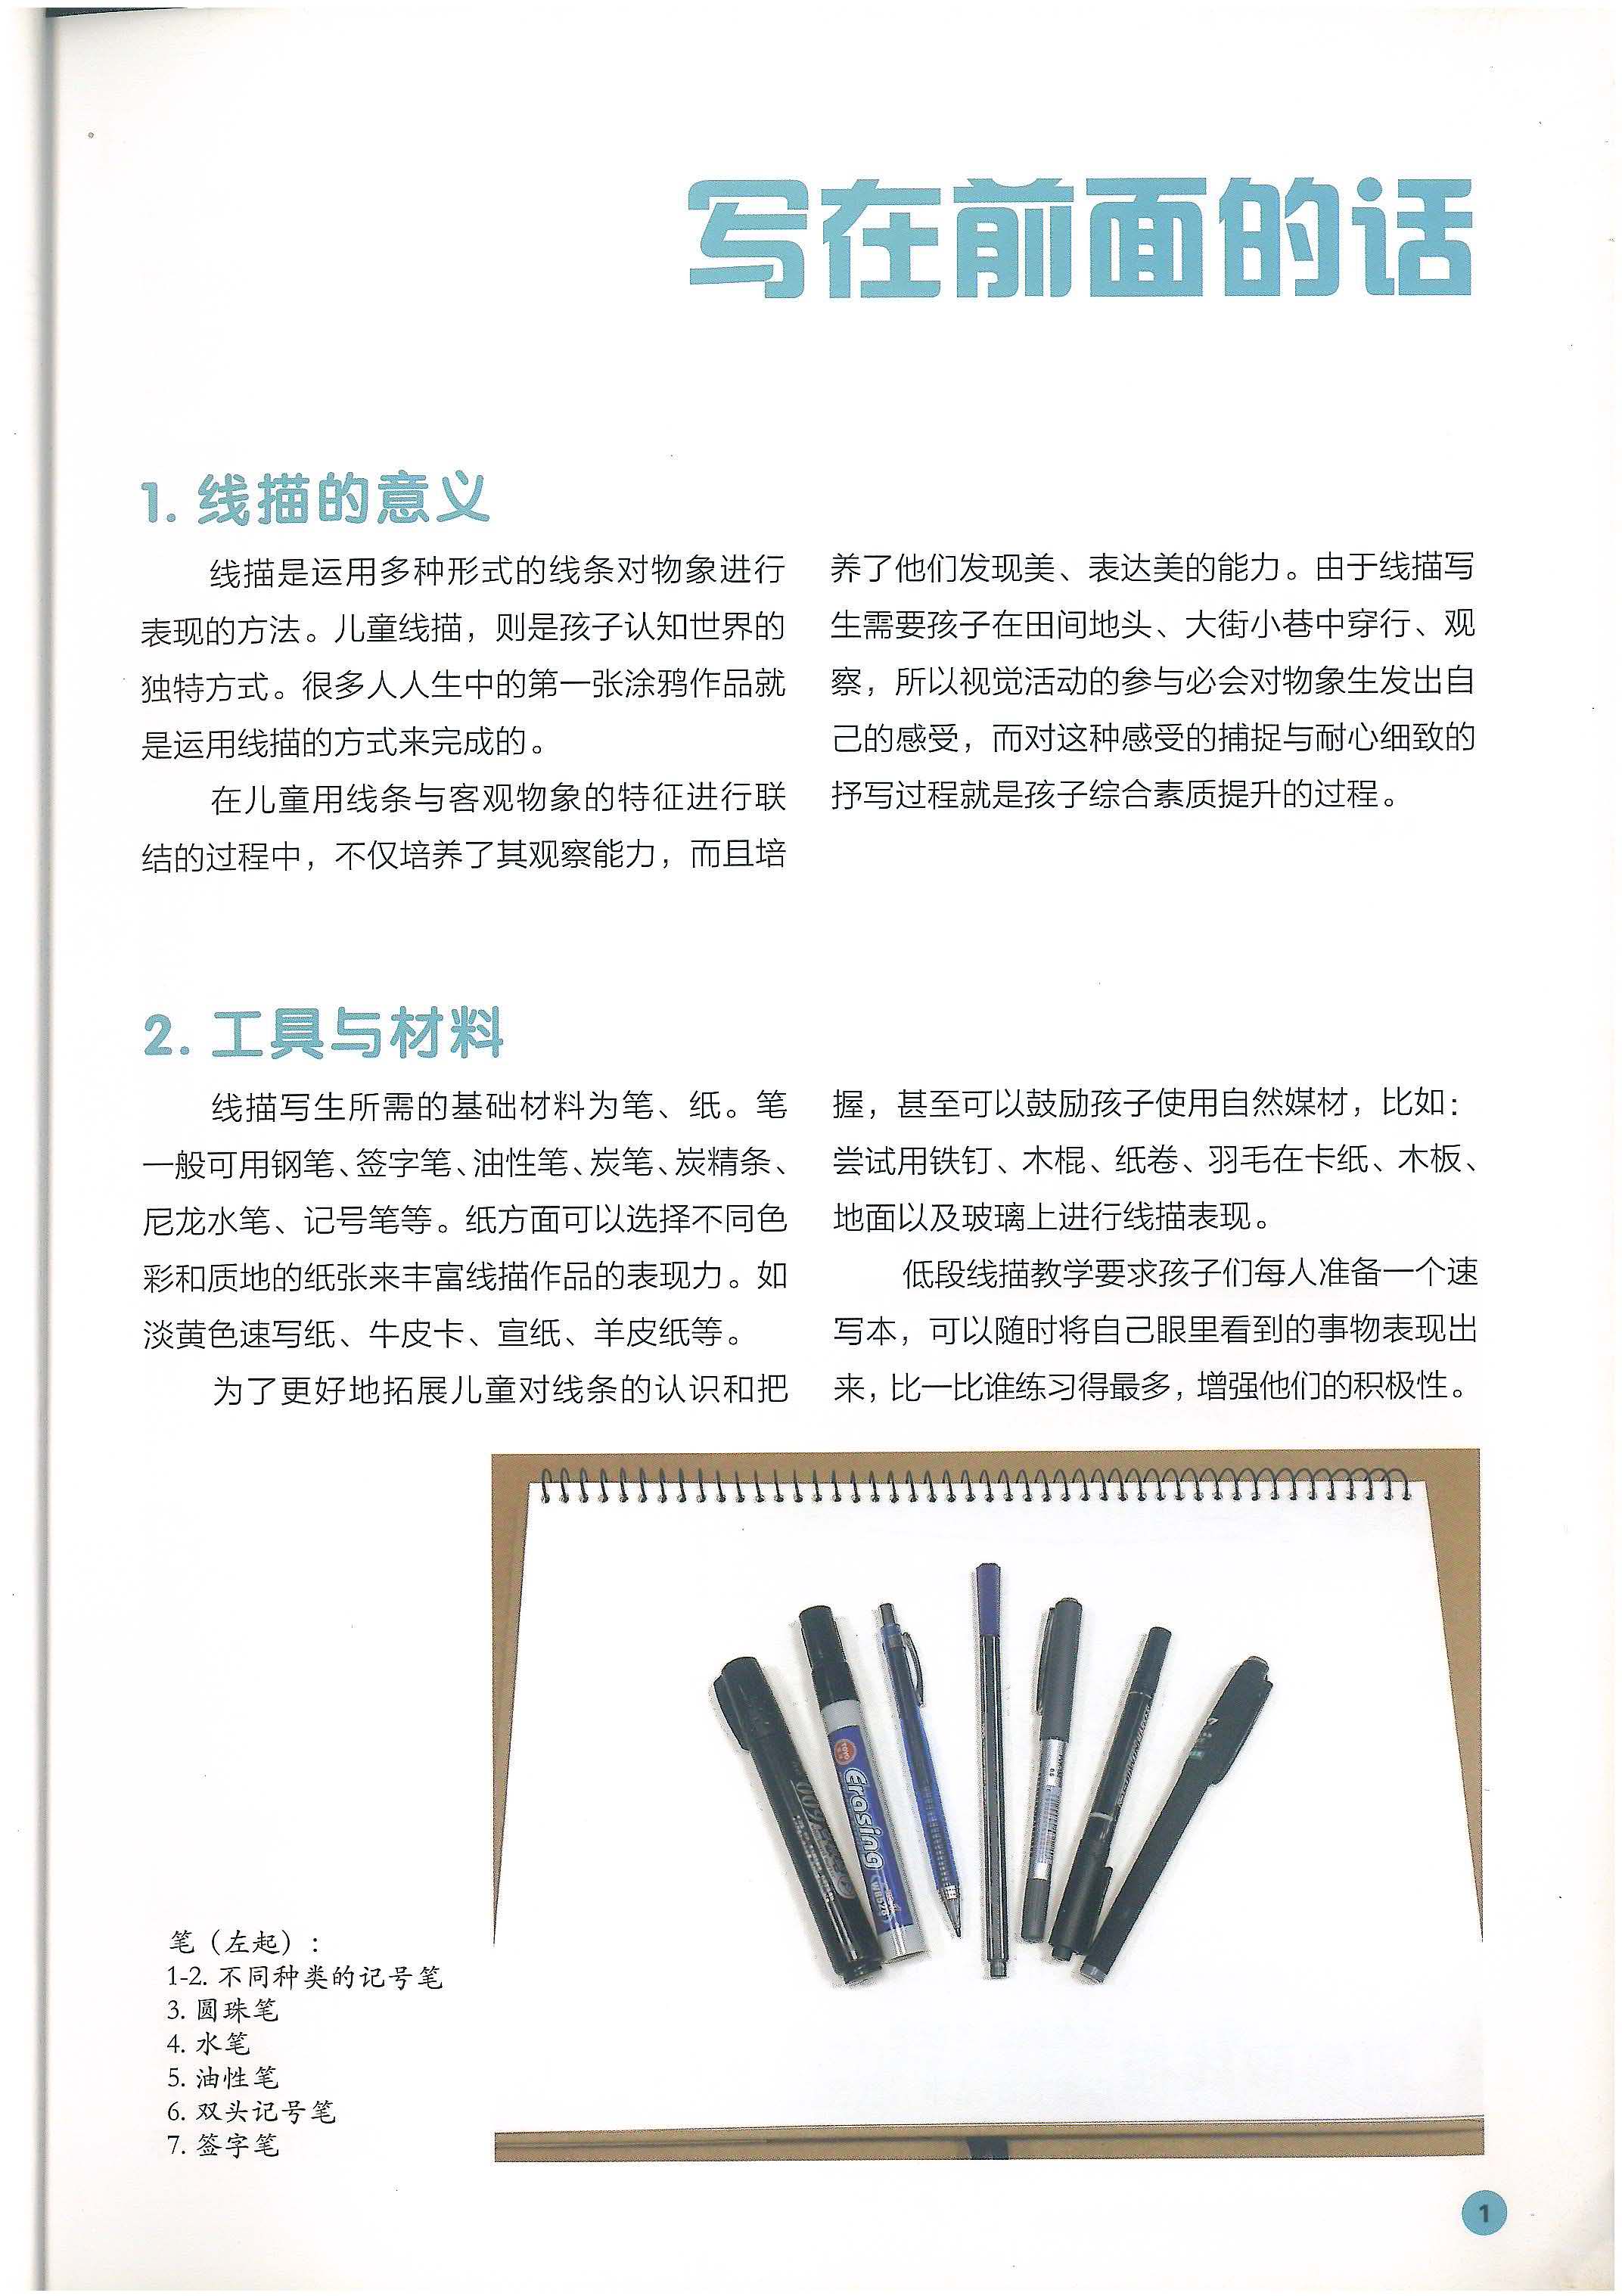 写在前面的话
1. 线描的意义
线描是运用多种形式的线条对物象进行
表现的方法。儿童线描，则是孩子认知世界的
独特方式。很多人人生中的第一张涂鸦作品就
是运用线描的方式来完成的。
在儿童用线条与客观物象的特征进行联
结的过程中，不仅培养了其观察能力，而且培
养了他们发现美、表达美的能力。由于线描写
生需要孩子在田间地头、大街小巷中穿行、观
察，所以视觉活动的参与必会对物象生发出自
己的感受，而对这种感受的捕捉与耐心细致的
抒写过程就是孩子综合素质提升的过程。
2. 工具与材料
线描写生所需的基础材料为笔、纸。笔
一般可用钢笔、签字笔、油性笔、炭笔、炭精条、
尼龙水笔、记号笔等。纸方面可以选择不同色
彩和质地的纸张来丰富线描作品的表现力。如
淡黄色速写纸、牛皮卡、宣纸、羊皮纸等。
为了更好地拓展儿童对线条的认识和把
握，甚至可以鼓励孩子使用自然媒材，比如：
尝试用铁钉、木棍、纸卷、羽毛在卡纸、木板、
地面以及玻璃上进行线描表现。
低段线描教学要求孩子们每人准备一个速
写本，可以随时将自己眼里看到的事物表现出
来，比一比谁练习得最多，增强他们的积极性。
Erasing
笔（左起）：
1-2. 不同种类的记号笔
3. 圆珠笔
4. 水笔
5. 油性笔
6. 双头记号笔
7. 签字笔
1